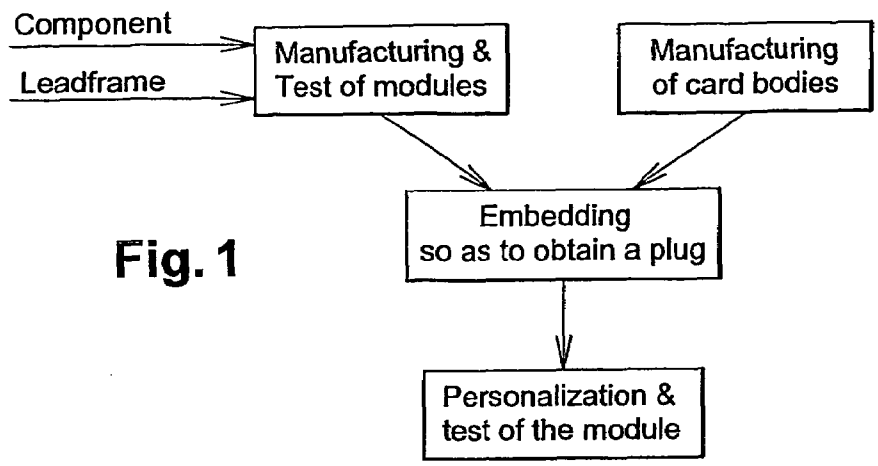 Component
Leadframe
Manufacturing &
Test of modules
Manufacturing
of card bodies
Embedding
so as to obtain a plug
Fig. 1
Personalization &
test of the module